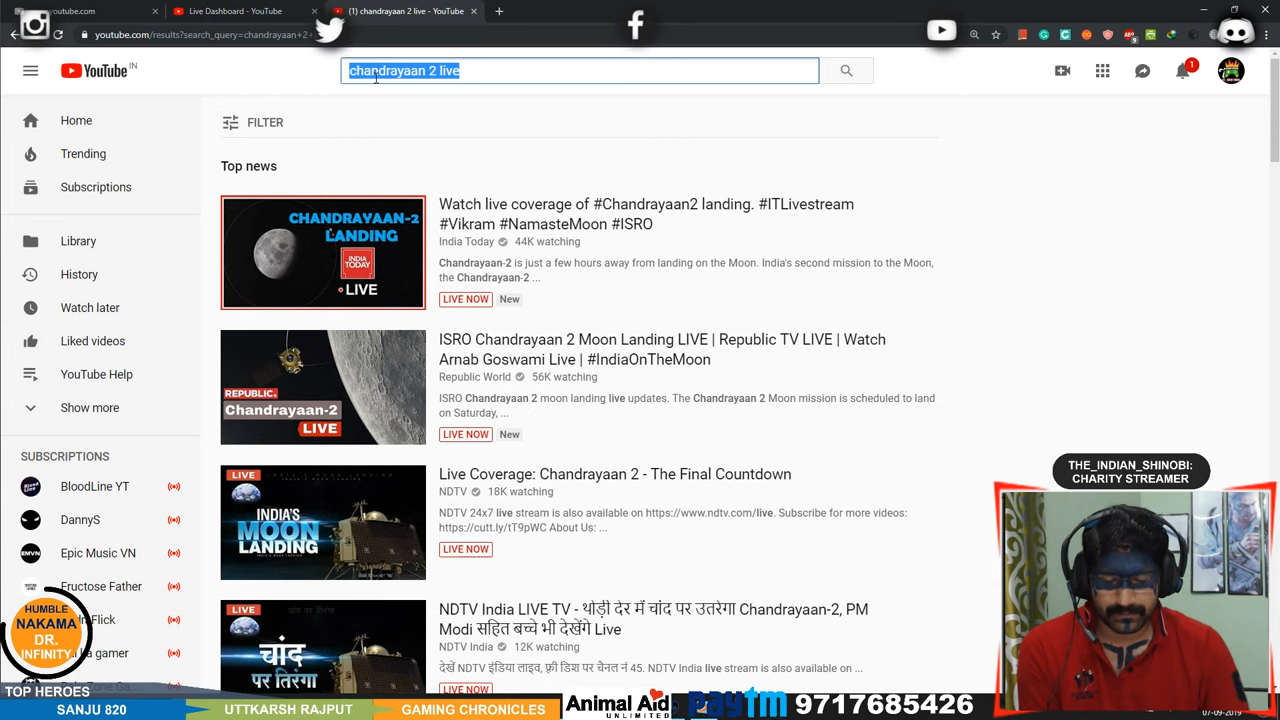 Live Dashboard - YouTube
(1) chandrayaan 2 live - YouTube
youtube.com/results?search_query=chandrayaan+2+
YouTube IN
chandrayaan 2 live
1
Home
Trending
Subscriptions
Library
History
Watch later
Liked videos
YouTube Help
Show more
SUBSCRIPTIONS
BloodLine YT
DannyS
Epic Music VN
Fructose Father
FILTER
Top news
CHANDRAYAAN-2
LANDING
INDIA
TODAY
LIVE
Watch live coverage of #Chandrayaan2 landing. #ITLivestream
#Vikram #NamasteMoon #ISRO
India Today 44K watching
Chandrayaan-2 is just a few hours away from landing on the Moon. India's second mission to the Moon,
the Chandrayaan-2 ...
LIVE NOW New
REPUBLIC.
Chandrayaan-2
LIVE
ISRO Chandrayaan 2 Moon Landing LIVE | Republic TV LIVE | Watch
Arnab Goswami Live | #IndiaOnTheMoon
Republic World 56K watching
ISRO Chandrayaan 2 moon landing live updates. The Chandrayaan 2 Moon mission is scheduled to land
on Saturday, ...
LIVE NOW New
LIVE
INDIA'S
MOON
LANDING
Live Coverage: Chandrayaan 2 - The Final Countdown
NDTV 18K watching
NDTV 24x7 live stream is also available on https://www.ndtv.com/live. Subscribe for more videos:
https://cutt.ly/tT9pWC About Us: ...
LIVE NOW
LIVE
चांद
पर तिरंगा
NDTV India LIVE TV - थोड़ी देर में चांद पर उतरेगा Chandrayaan-2, PM
Modi सहित बच्चे भी देखेंगे Live
NDTV India 12K watching
देखें NDTV इंडिया लाइव, फ़्री डिश पर चैनल नं 45. NDTV India live stream is also available on ...
LIVE NOW
THE_INDIAN_SHINOBI:
CHARITY STREAMER
HUMBLE
NAKAMA
DR.
INFINITY
TOP HEROES
SANJU 820
UTTKARSH RAJPUT
GAMING CHRONICLES
Animal Aid
UNLIMITED
paytm 9717685426
07-09-2019